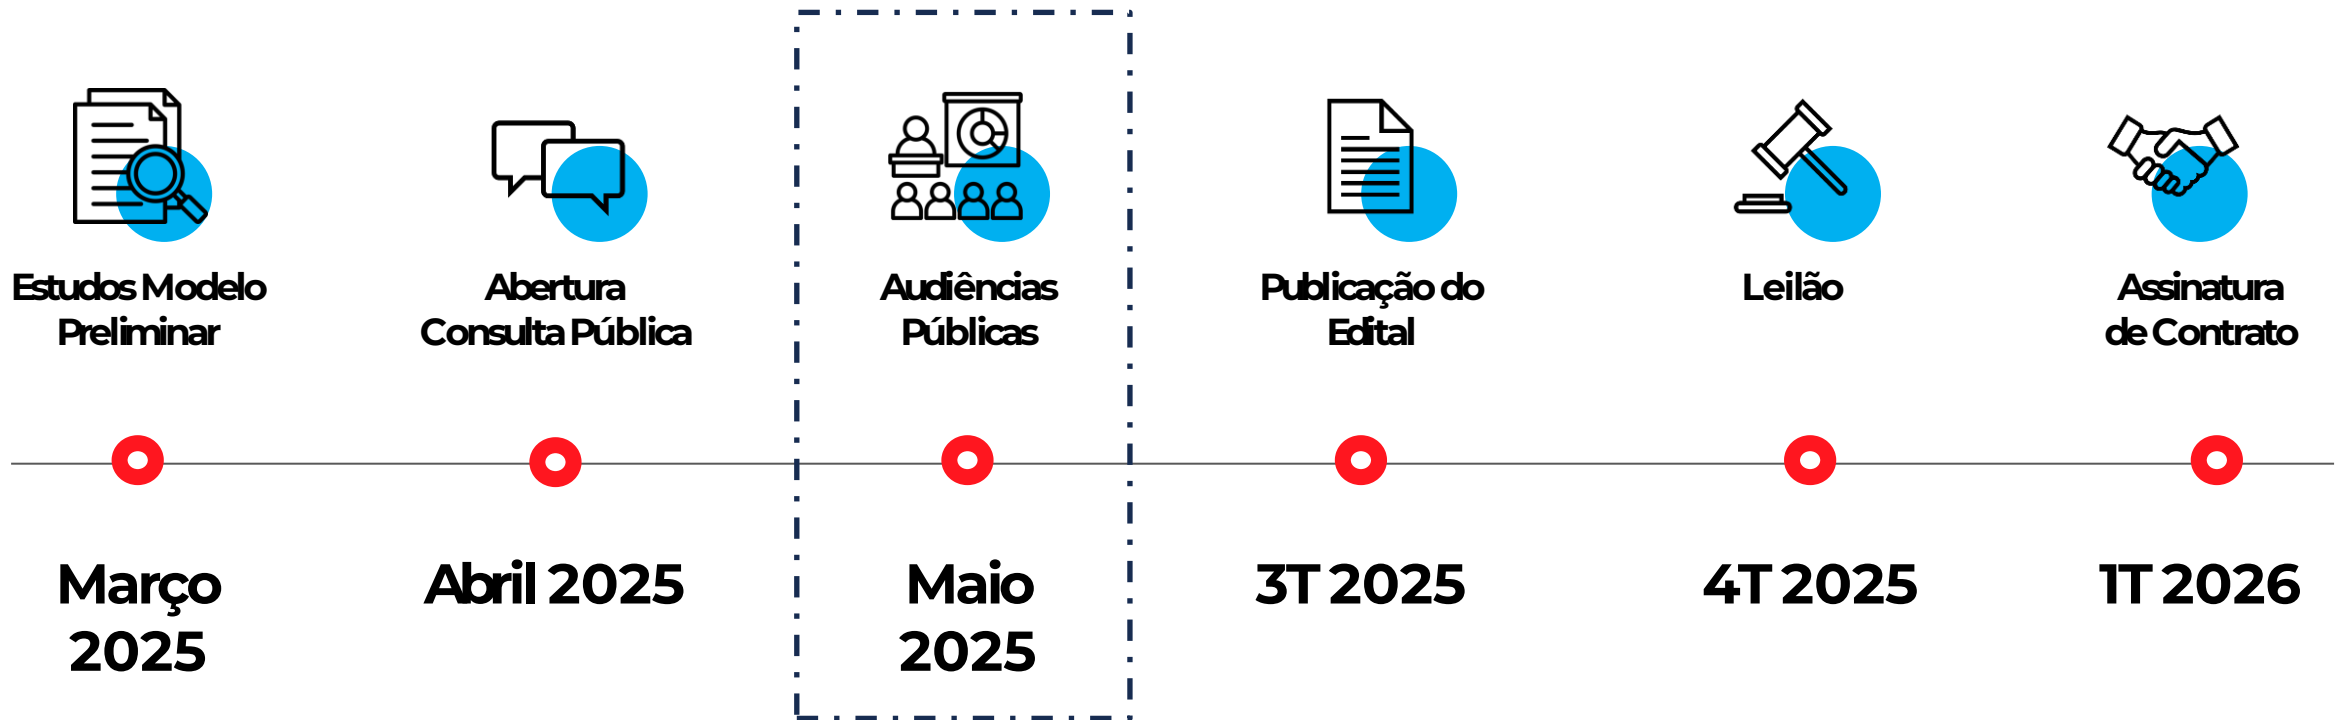 Estudos Modelo
Preliminar
Abertura
Consulta Pública
Audiências
Públicas
Publicação do
Edital
Leilão
Assinatura
de Contrato
Março
2025
Abril 2025
Maio
2025
3T 2025
4T 2025
1T 2026